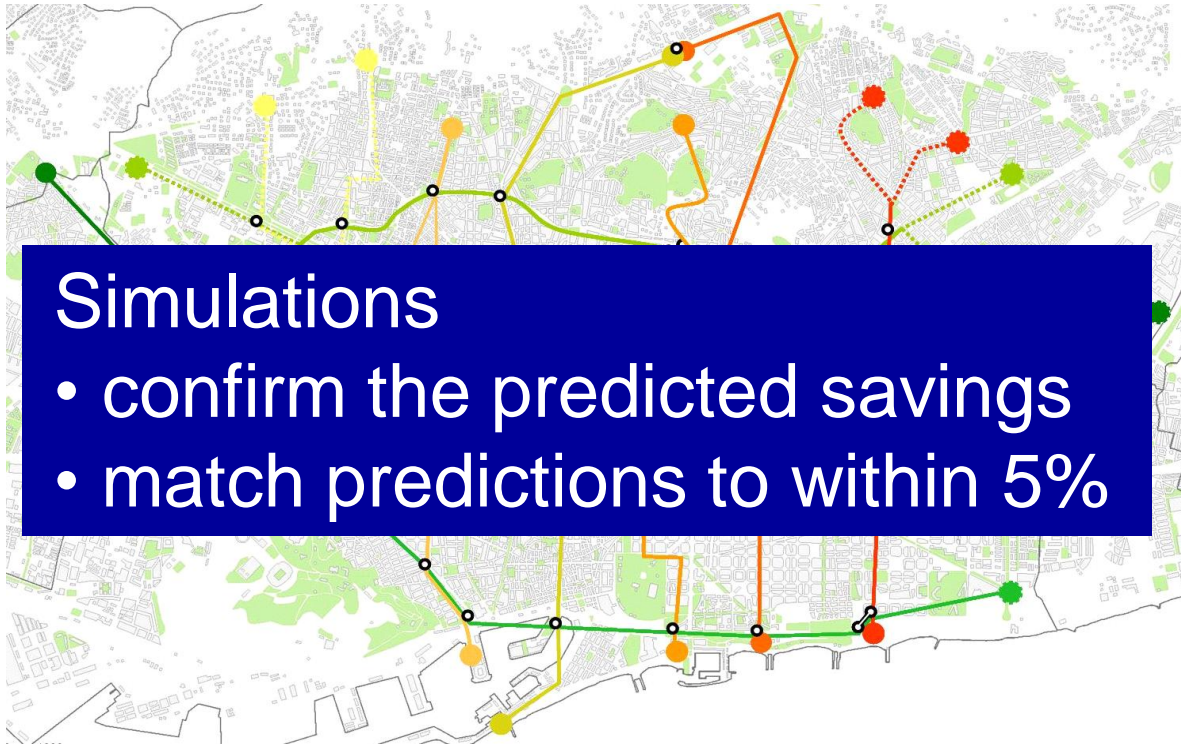 Simulations
• confirm the predicted savings
• match predictions to within 5%